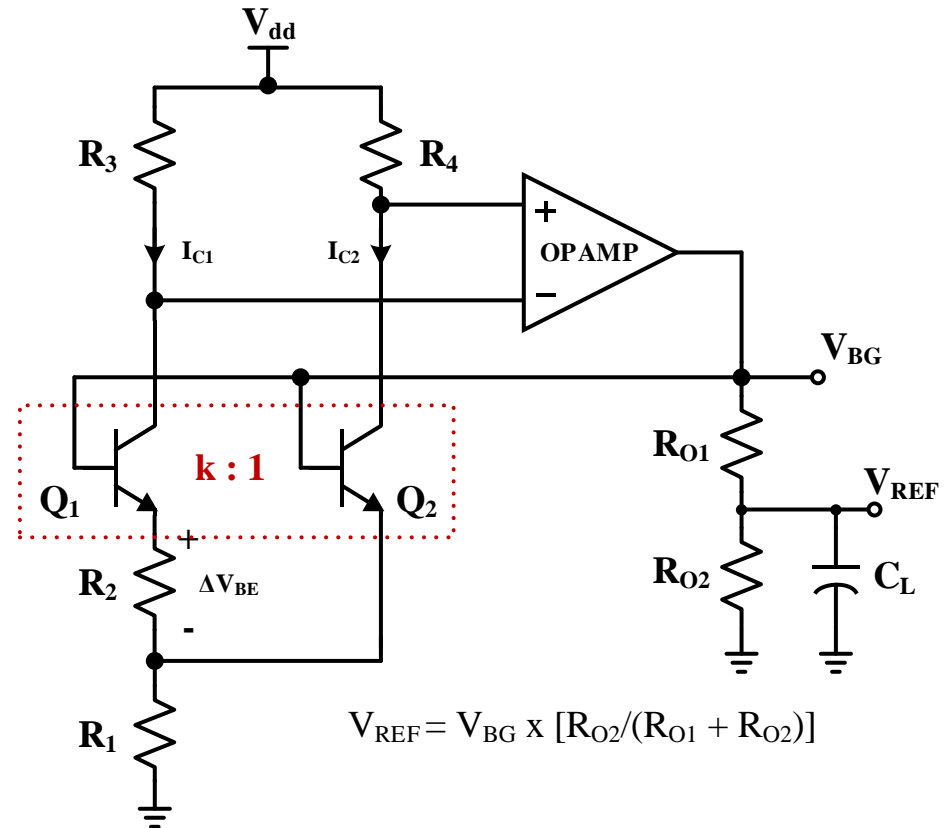 Vdd
R3
R4
IC1
IC2
+
OPAMP
−
VBG
RO1
k : 1
VREF
Q1
Q2
+
R2
ΔVBE
RO2
CL
-
R1
VREF = VBG x [RO2/(RO1 + RO2)]